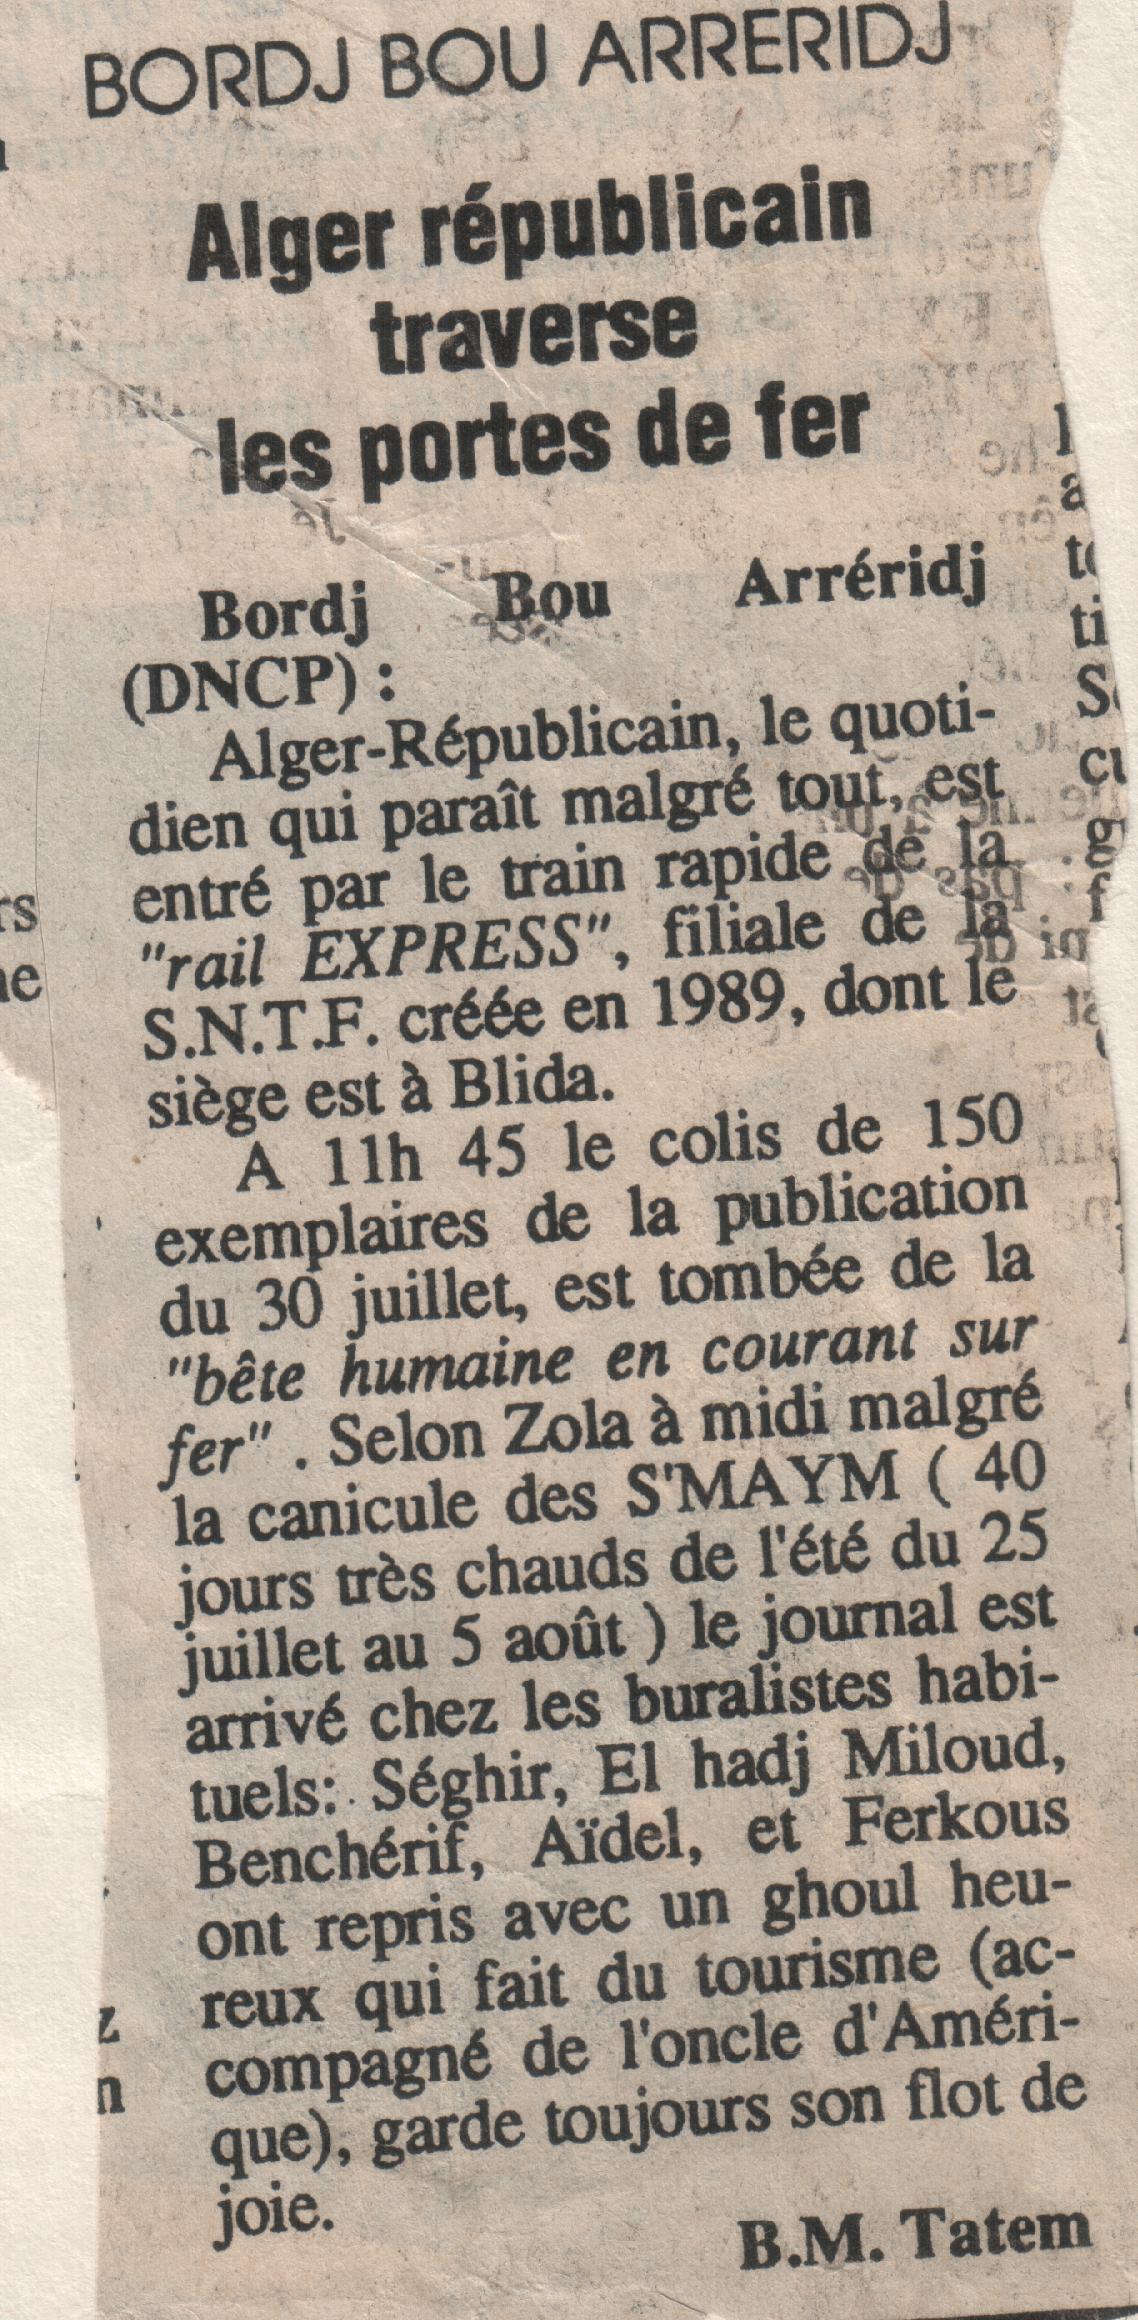 BORDJ BOU ARRERIDJ
Alger républicain
traverse
les portes de fer
Bordj Bou Arréridj
(DNCP) :
Alger-Républicain, le quoti-
dien qui paraît malgré tout, est
entré par le train rapide de la
"rail EXPRESS", filiale de la
S.N.T.F. créée en 1989, dont le
siège est à Blida.
A 11h 45 le colis de 150
exemplaires de la publication
du 30 juillet, est tombée de la
"bête humaine en courant sur
fer" . Selon Zola à midi malgré
la canicule des S'MAYM ( 40
jours très chauds de l'été du 25
juillet au 5 août ) le journal est
arrivé chez les buralistes habi-
tuels: Séghir, El hadj Miloud,
Benchérif, Aïdel, et Ferkous
ont repris avec un ghoul heu-
reux qui fait du tourisme (ac-
compagné de l'oncle d'Améri-
que), garde toujours son flot de
joie.
B.M. Tatem